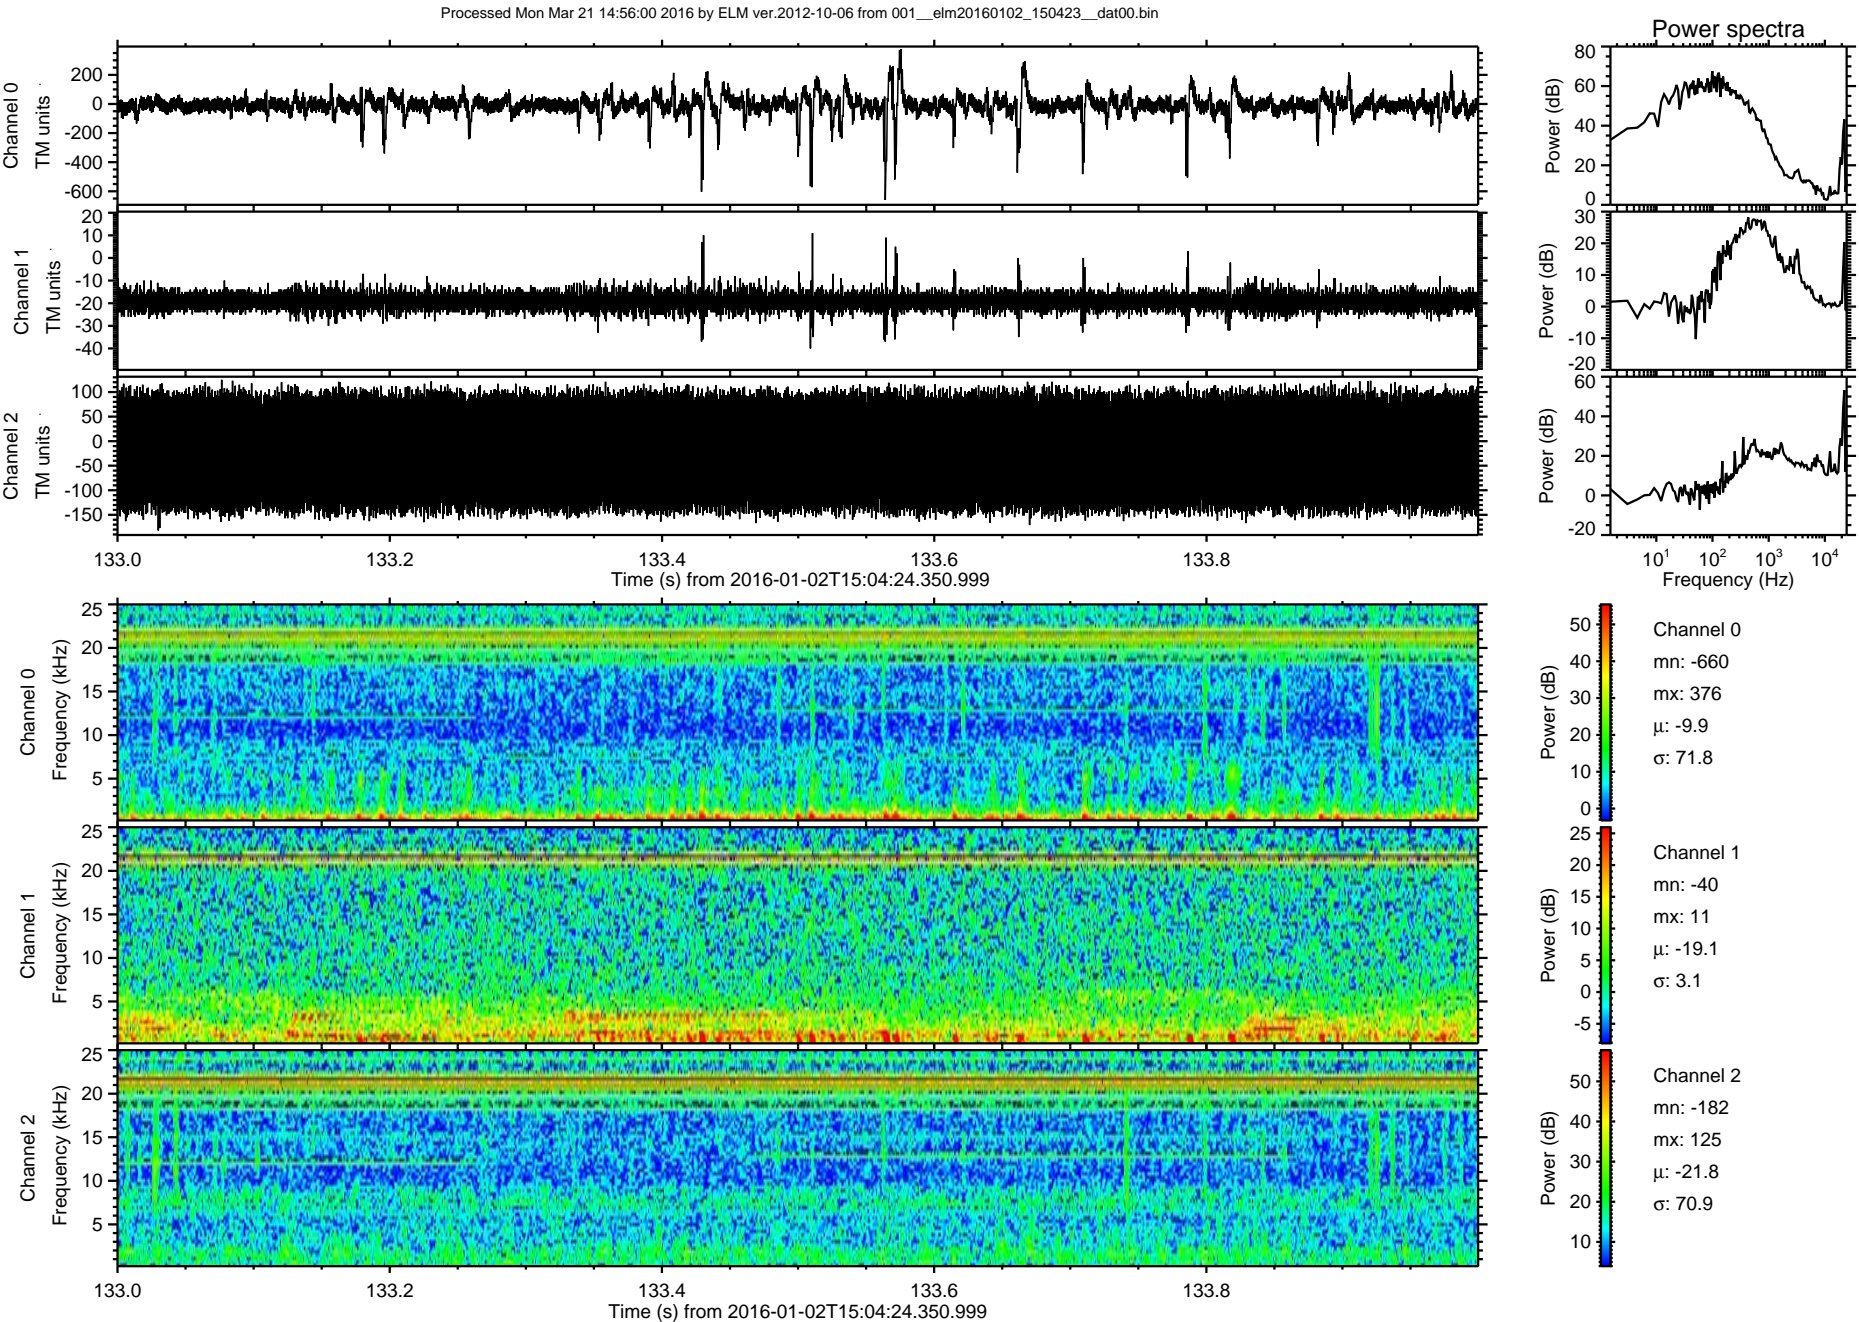 Processed Mon Mar 21 14:56:00 2016 by ELM ver.2012-10-06 from 001__elm20160102_150423__dat00.bin
Power spectra
Channel 0
TM units
200
0
-200
-400
-600
Power (dB)
80
60
40
20
0
Channel 1
TM units
20
10
0
-10
-20
-30
-40
Power (dB)
30
20
10
0
-10
-20
Channel 2
TM units
100
50
0
-50
-100
-150
Power (dB)
60
40
20
0
-20
133.0 133.2 133.4 133.6 133.8
Time (s) from 2016-01-02T15:04:24.350.999
10¹ 10² 10³ 10⁴
Frequency (Hz)
Channel 0
Frequency (kHz)
25
20
15
10
5
Power (dB)
50
40
30
20
10
0
Channel 0
mn: -660
mx: 376
μ: -9.9
σ: 71.8
Channel 1
Frequency (kHz)
25
20
15
10
5
Power (dB)
25
20
15
10
5
0
-5
Channel 1
mn: -40
mx: 11
μ: -19.1
σ: 3.1
Channel 2
Frequency (kHz)
25
20
15
10
5
Power (dB)
50
40
30
20
10
Channel 2
mn: -182
mx: 125
μ: -21.8
σ: 70.9
133.0 133.2 133.4 133.6 133.8
Time (s) from 2016-01-02T15:04:24.350.999